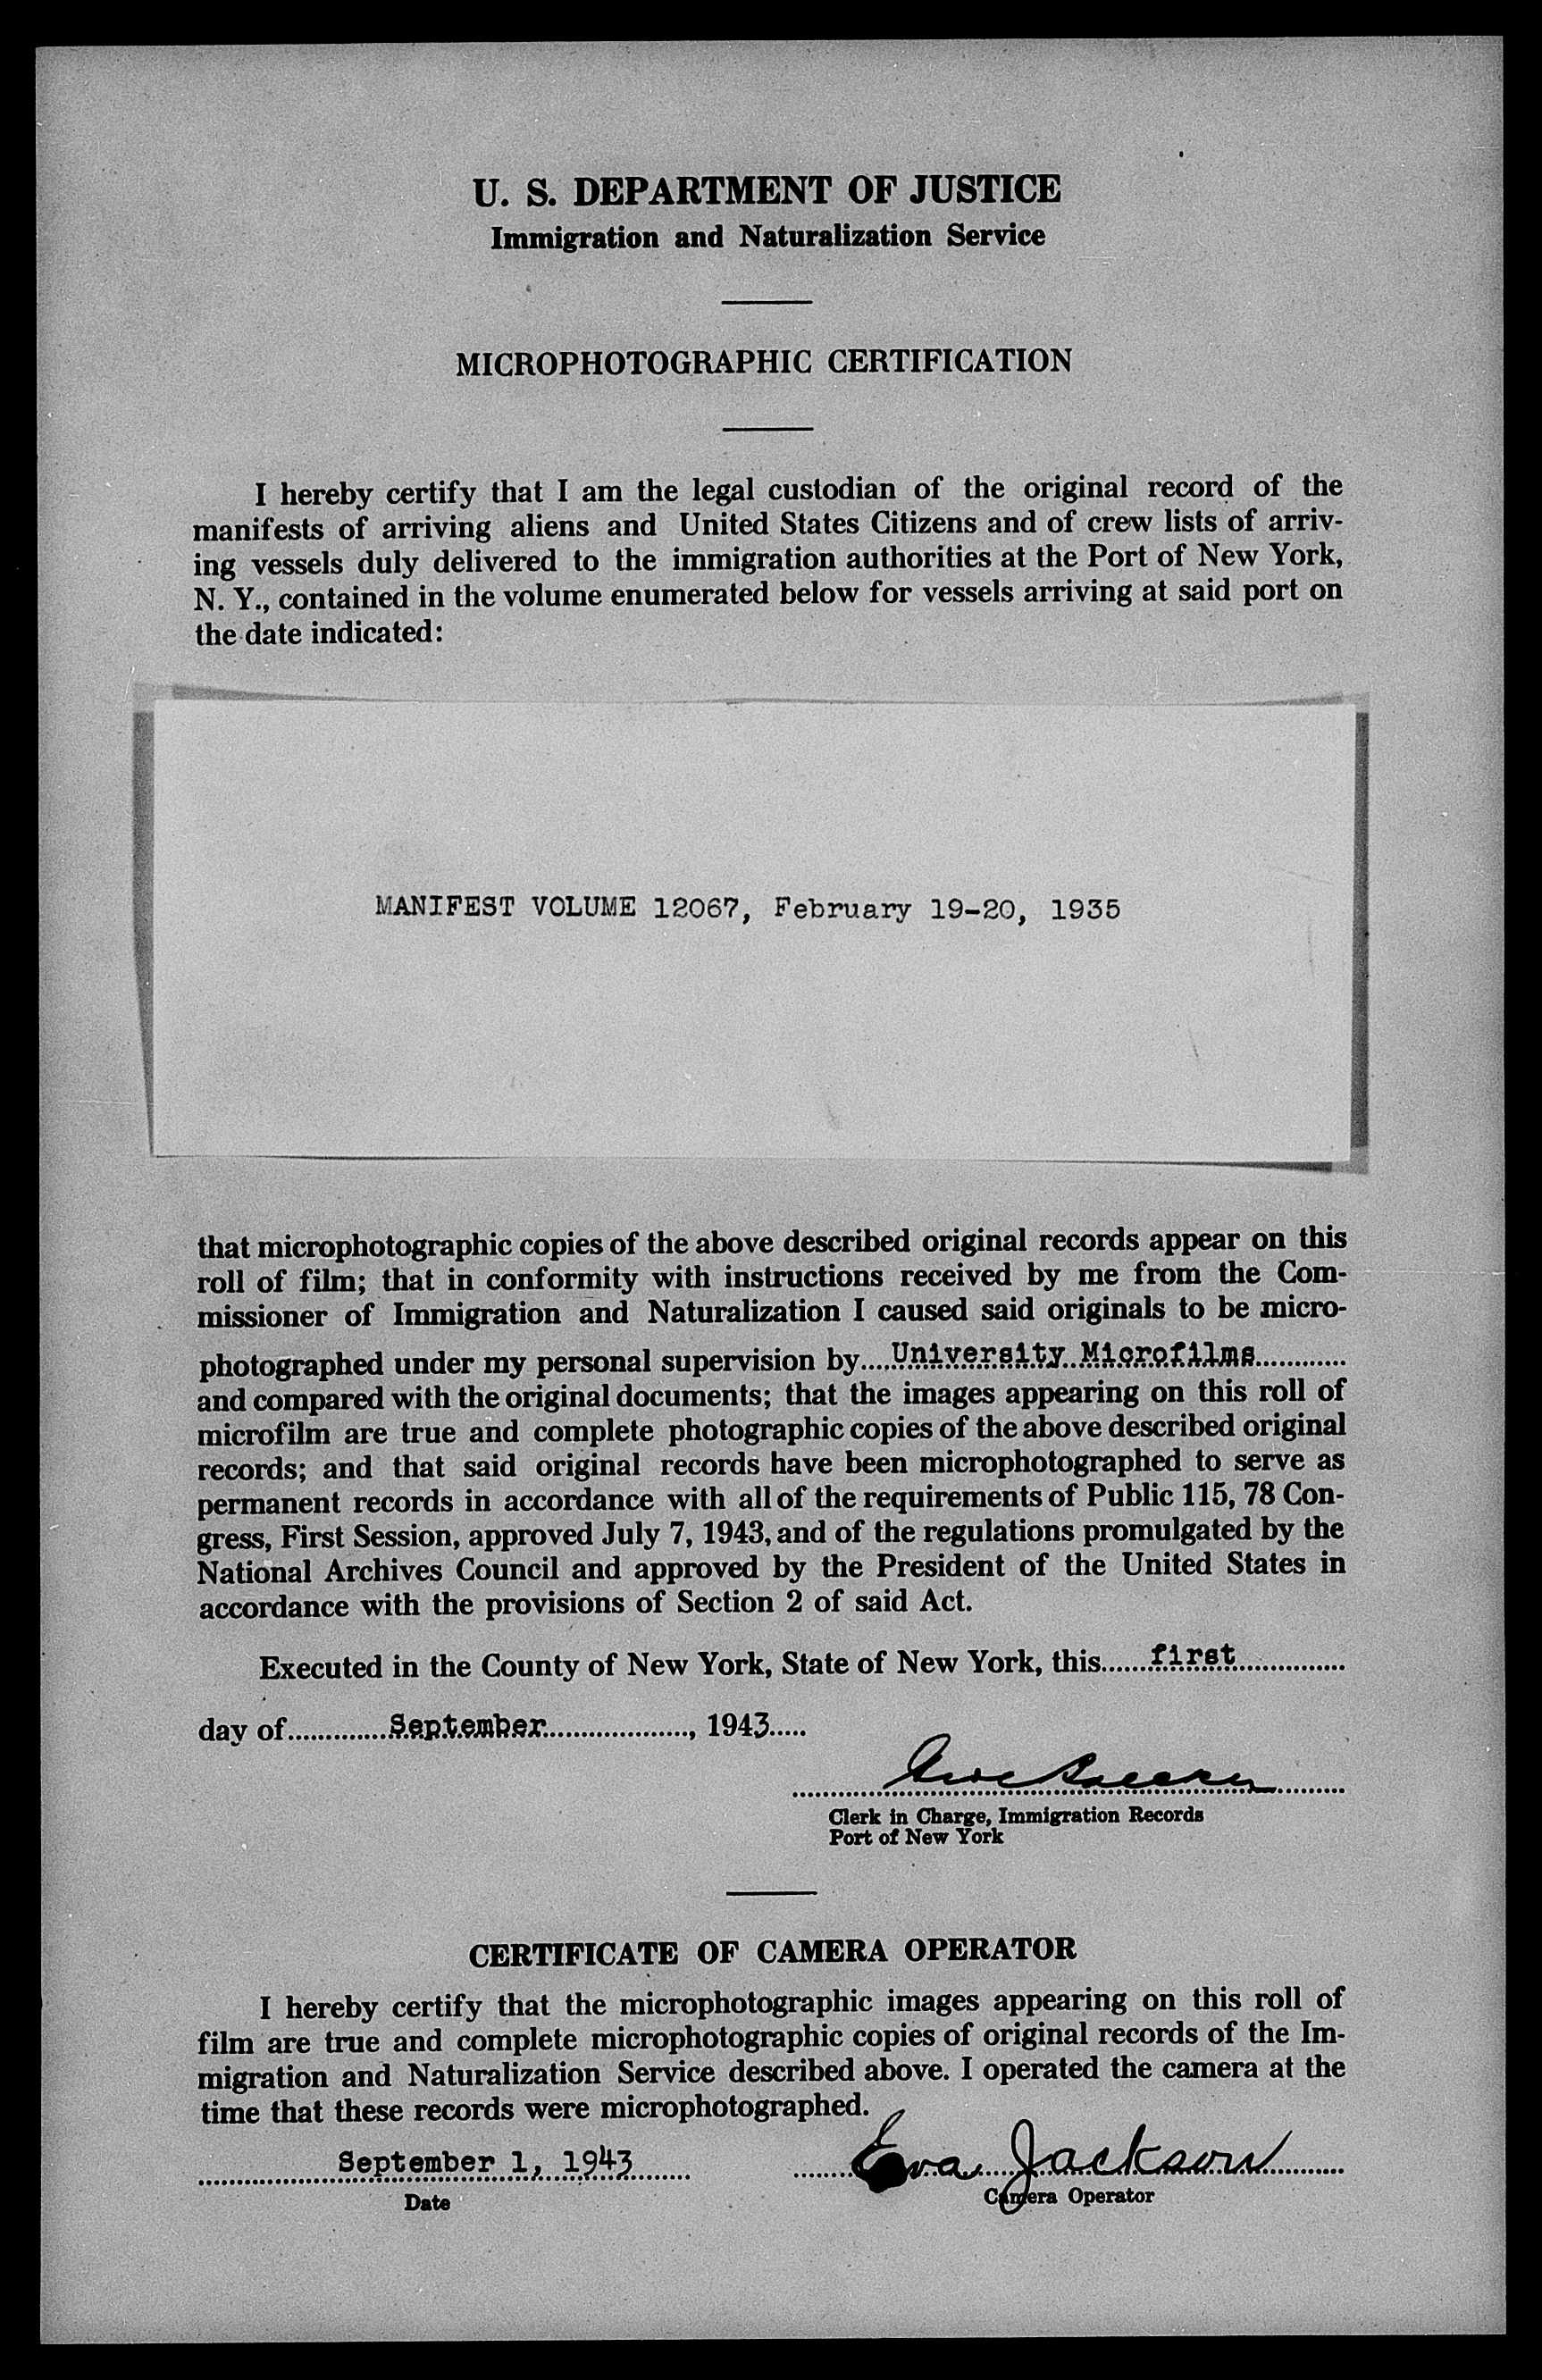 U. S. DEPARTMENT OF JUSTICE
Immigration and Naturalization Service
MICROPHOTOGRAPHIC CERTIFICATION
I hereby certify that I am the legal custodian of the original record of the
manifests of arriving aliens and United States Citizens and of crew lists of arriv-
ing vessels duly delivered to the immigration authorities at the Port of New York,
N. Y., contained in the volume enumerated below for vessels arriving at said port on
the date indicated:
MANIFEST VOLUME 12067, February 19-20, 1935
that microphotographic copies of the above described original records appear on this
roll of film; that in conformity with instructions received by me from the Com-
missioner of Immigration and Naturalization I caused said originals to be micro-
photographed under my personal supervision by.....University Microfilms............
and compared with the original documents; that the images appearing on this roll of
microfilm are true and complete photographic copies of the above described original
records; and that said original records have been microphotographed to serve as
permanent records in accordance with all of the requirements of Public 115, 78 Con-
gress, First Session, approved July 7, 1943, and of the regulations promulgated by the
National Archives Council and approved by the President of the United States in
accordance with the provisions of Section 2 of said Act.
Executed in the County of New York, State of New York, this......first...............
day of.............September..................., 1943.....
Clerk in Charge, Immigration Records
Port of New York
CERTIFICATE OF CAMERA OPERATOR
I hereby certify that the microphotographic images appearing on this roll of
film are true and complete microphotographic copies of original records of the Im-
migration and Naturalization Service described above. I operated the camera at the
time that these records were microphotographed.
September 1, 1943 Eva Jackson
Date Camera Operator